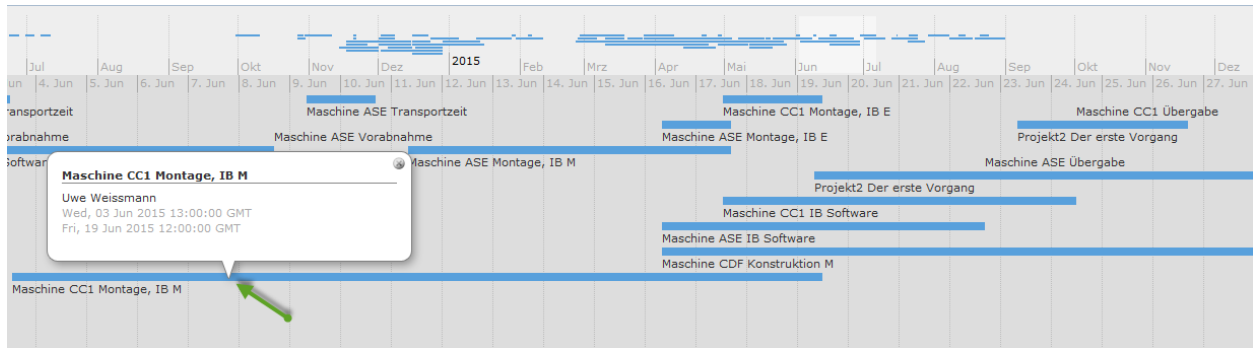 Jul Aug Sep Okt Nov Dez 2015 Feb Mrz Apr Mai Jun Jul Aug Sep Okt Nov Dez
un 4. Jun 5. Jun 6. Jun 7. Jun 8. Jun 9. Jun 10. Jun 11. Jun 12. Jun 13. Jun 14. Jun 15. Jun 16. Jun 17. Jun 18. Jun 19. Jun 20. Jun 21. Jun 22. Jun 23. Jun 24. Jun 25. Jun 26. Jun 27. Jun
ransportzeit Maschine ASE Transportzeit Maschine CC1 Montage, IB E Maschine CC1 Übergabe
orabnahme Maschine ASE Vorabnahme Maschine ASE Montage, IB E Projekt2 Der erste Vorgang
Softwar Maschine ASE Montage, IB M Maschine ASE Übergabe
Maschine CC1 Montage, IB M
Uwe Weissmann
Wed, 03 Jun 2015 13:00:00 GMT
Fri, 19 Jun 2015 12:00:00 GMT
Projekt2 Der erste Vorgang
Maschine CC1 IB Software
Maschine ASE IB Software
Maschine CDF Konstruktion M
Maschine CC1 Montage, IB M